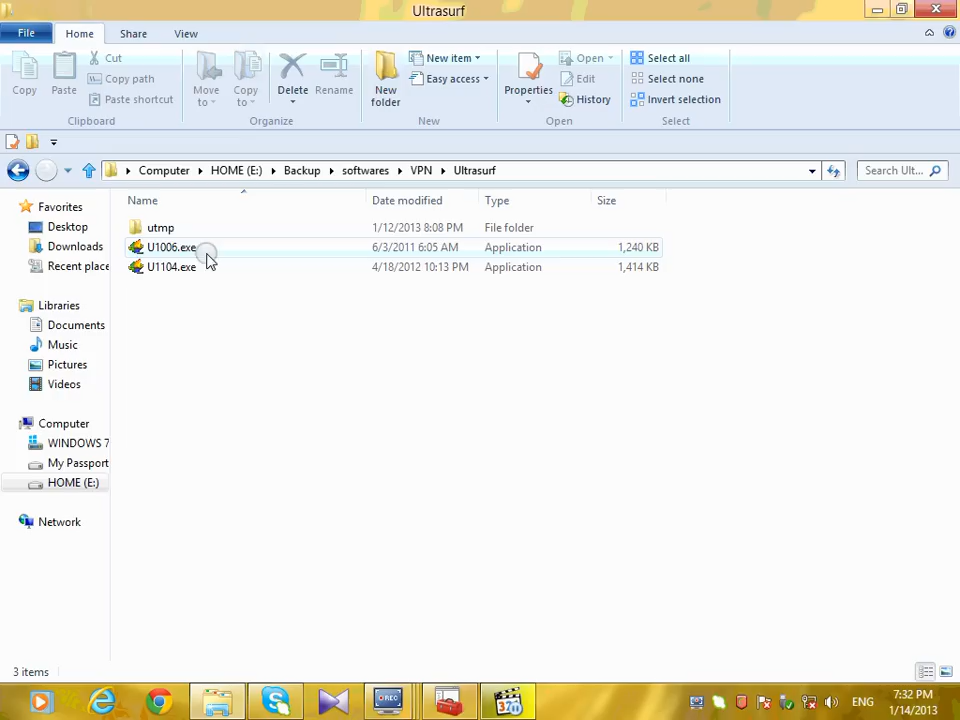 Ultrasurf
File Home Share View
Copy
Paste
Cut
Copy path
Paste shortcut
Clipboard
Move to
Copy to
Delete
Rename
Organize
New folder
New item
Easy access
New
Properties
Open
Edit
History
Open
Select all
Select none
Invert selection
Select
Computer HOME (E:) Backup softwares VPN Ultrasurf
Search Ult...
Name Date modified Type Size
utmp 1/12/2013 8:08 PM File folder
U1006.exe 6/3/2011 6:05 AM Application 1,240 KB
U1104.exe 4/18/2012 10:13 PM Application 1,414 KB
Favorites
Desktop
Downloads
Recent place
Libraries
Documents
Music
Pictures
Videos
Computer
WINDOWS 7
My Passport
HOME (E:)
Network
3 items
REC
320
ENG
7:32 PM
1/14/2013